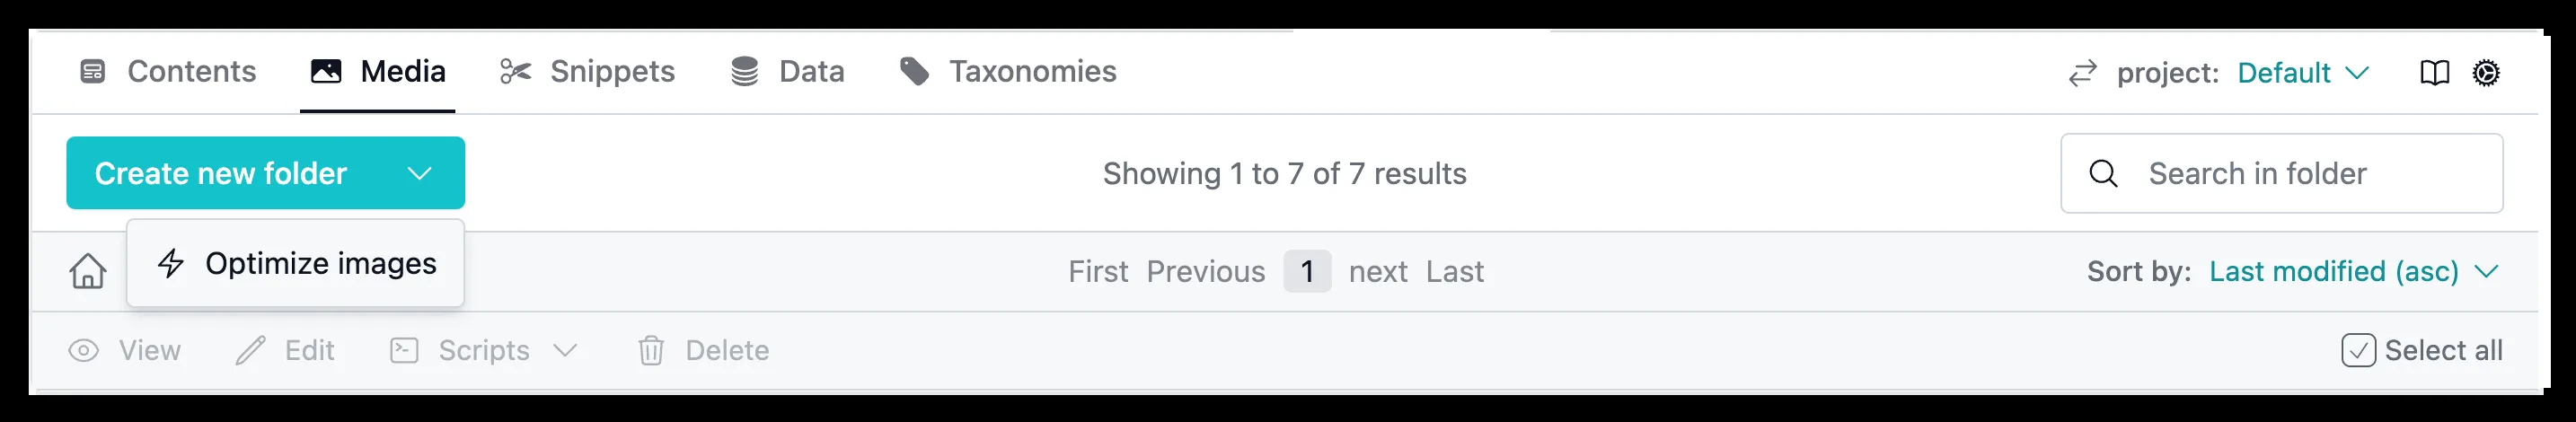 Contents Media Snippets Data Taxonomies project: Default
Create new folder Showing 1 to 7 of 7 results Search in folder
Optimize images First Previous 1 next Last Sort by: Last modified (asc)
View Edit Scripts Delete Select all